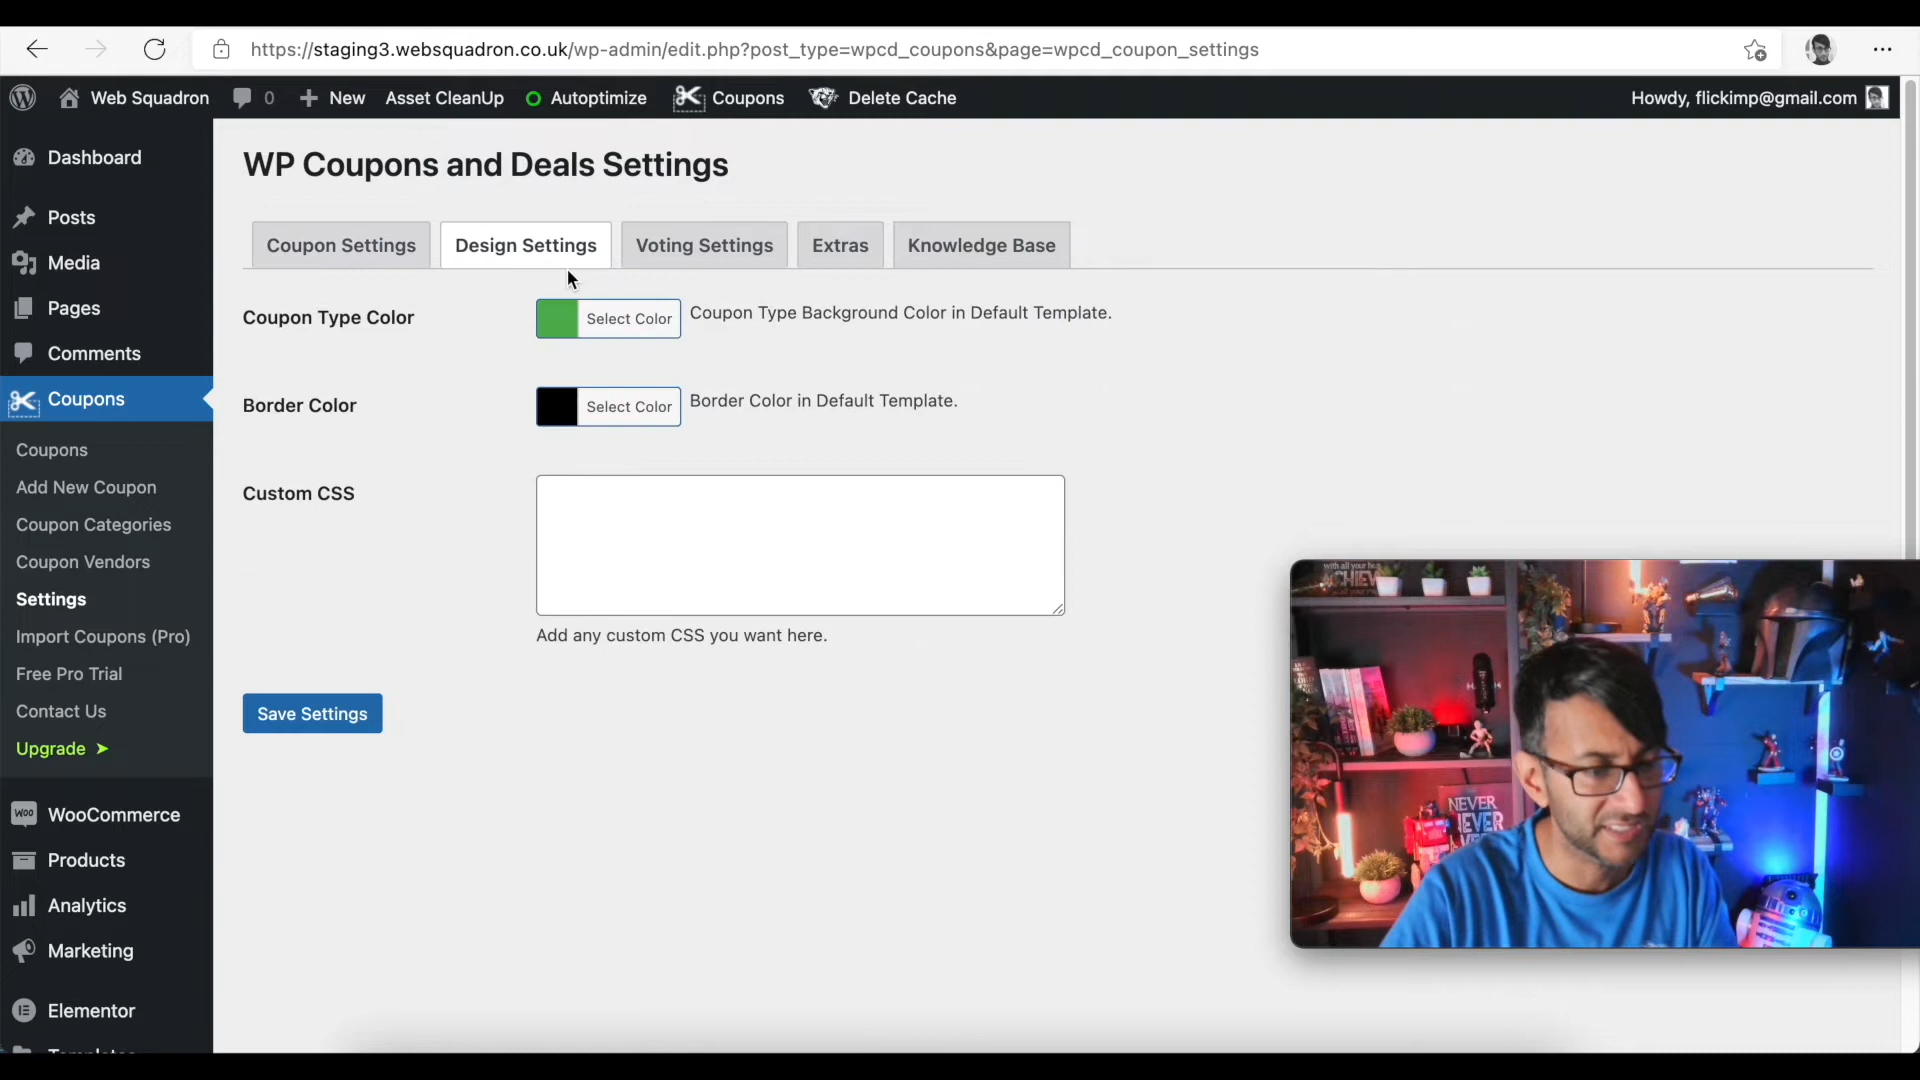 https://staging3.websquadron.co.uk/wp-admin/edit.php?post_type=wpcd_coupons&page=wpcd_coupon_settings
Web Squadron 0 New Asset CleanUp Autoptimize Coupons Delete Cache Howdy, flickimp@gmail.com
Dashboard
Posts
Media
Pages
Comments
Coupons
Coupons
Add New Coupon
Coupon Categories
Coupon Vendors
Settings
Import Coupons (Pro)
Free Pro Trial
Contact Us
Upgrade ➤
WooCommerce
Products
Analytics
Marketing
Elementor
WP Coupons and Deals Settings
Coupon Settings Design Settings Voting Settings Extras Knowledge Base
Coupon Type Color Select Color Coupon Type Background Color in Default Template.
Border Color Select Color Border Color in Default Template.
Custom CSS
Add any custom CSS you want here.
Save Settings
with all your
NEVER